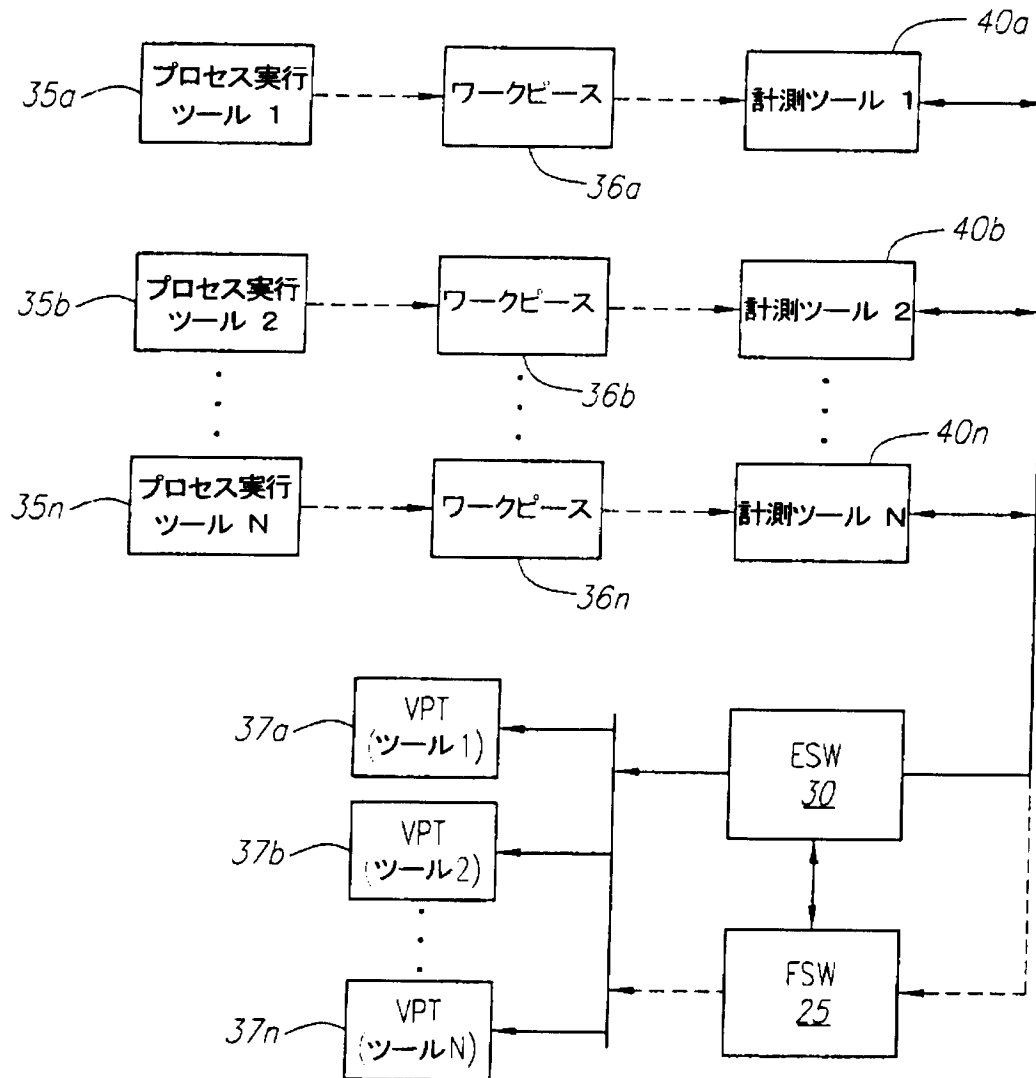 40a
35a
プロセス実行
ツール 1
ワークピース
計測ツール 1
36a
40b
35b
プロセス実行
ツール 2
ワークピース
計測ツール 2
36b
40n
35n
プロセス実行
ツール N
ワークピース
計測ツール N
36n
37a
VPT
(ツール1)
ESW
30
37b
VPT
(ツール2)
FSW
25
37n
VPT
(ツールN)